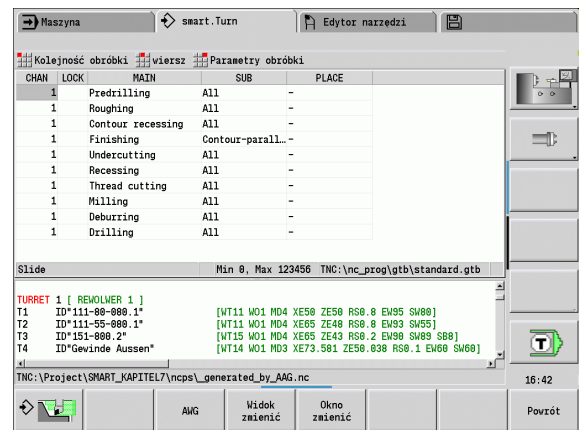 Maszyna smart.Turn Edytor narzędzi
Kolejność obróbki wiersz Parametry obróbki
CHAN LOCK MAIN SUB PLACE
1 Predrilling All -
1 Roughing All -
1 Contour recessing All -
1 Finishing Contour-parall… -
1 Undercutting All -
1 Recessing All -
1 Thread cutting All -
1 Milling All -
1 Deburring All -
1 Drilling All -
Slide Min 0, Max 123456 TNC:\nc_prog\gtb\standard.gtb
TURRET 1 [ REWOLWER 1 ]
T1 ID"111-80-080.1" [WT11 WO1 MD4 XE50 ZE50 RS0.8 EW95 SW80]
T2 ID"111-55-080.1" [WT11 WO1 MD4 XE65 ZE48 RS0.8 EW93 SW55]
T3 ID"151-800.2" [WT15 WO1 MD4 XE65 ZE43 RS0.2 EW90 SW89 SB8]
T4 ID"Gevinde Aussen" [WT14 WO1 MD3 XE73.581 ZE50.038 RS0.1 EW60 SW60]
TNC:\Project\SMART_KAPITEL7\ncps\_generated_by_AAG.nc
T
16:42
AWG Widok zmienić Okno zmienić Powrót